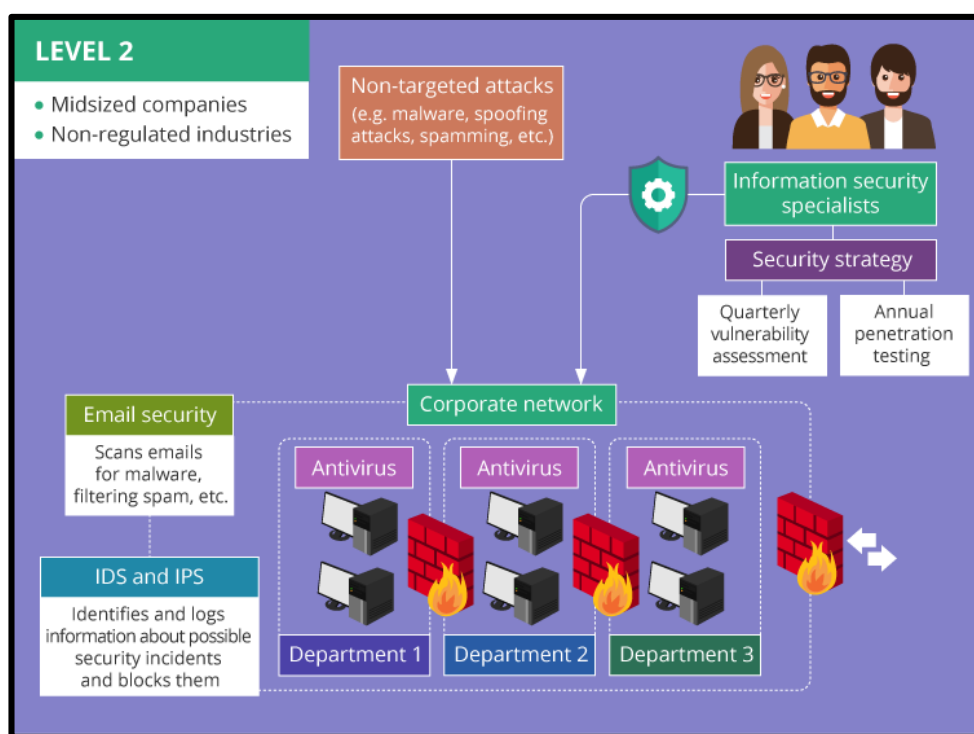 LEVEL 2
• Midsized companies
• Non-regulated industries
Non-targeted attacks
(e.g. malware, spoofing
attacks, spamming, etc.)
Information security
specialists
Security strategy
Quarterly
vulnerability
assessment
Annual
penetration
testing
Corporate network
Email security
Scans emails
for malware,
filtering spam, etc.
IDS and IPS
Identifies and logs
information about possible
security incidents
and blocks them
Antivirus
Antivirus
Antivirus
Department 1
Department 2
Department 3